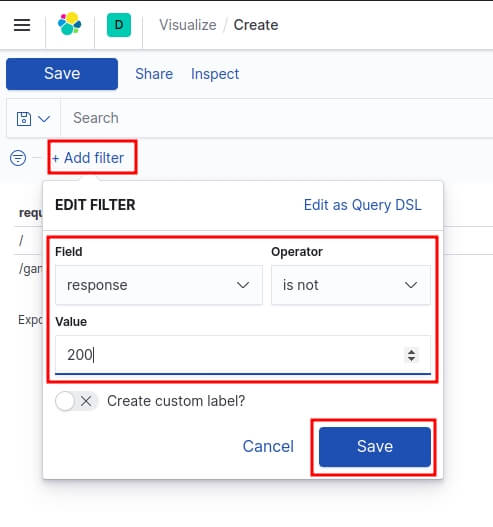 D Visualize / Create
Save Share Inspect
Search
+ Add filter
EDIT FILTER Edit as Query DSL
requ
Field Operator
/
response is not
/gan
Value
Expo
200
Create custom label?
Cancel Save